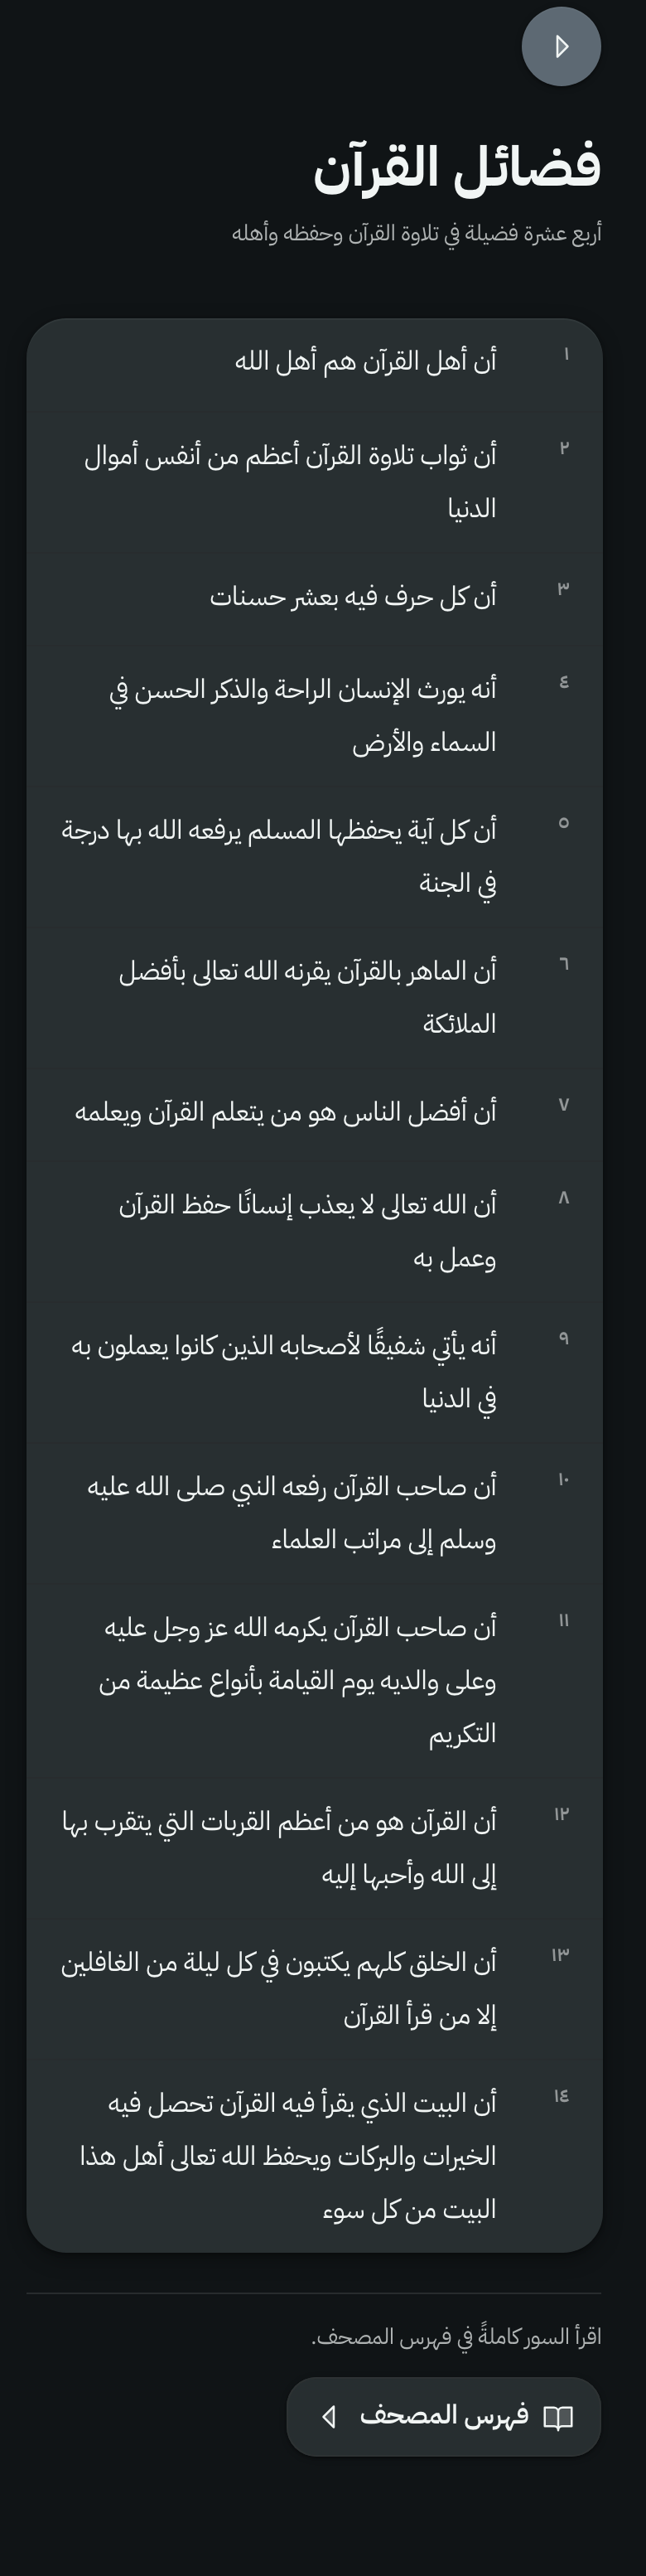 فضائل القرآن
أربع عشرة فضيلة في تلاوة القرآن وحفظه وأهله
١ أن أهل القرآن هم أهل الله
٢ أن ثواب تلاوة القرآن أعظم من أنفس أموال
الدنيا
٣ أن كل حرف فيه بعشر حسنات
٤ أنه يورث الإنسان الراحة والذكر الحسن في
السماء والأرض
٥ أن كل آية يحفظها المسلم يرفعه الله بها درجة
في الجنة
٦ أن الماهر بالقرآن يقرنه الله تعالى بأفضل
الملائكة
٧ أن أفضل الناس هو من يتعلم القرآن ويعلمه
٨ أن الله تعالى لا يعذب إنسانًا حفظ القرآن
وعمل به
٩ أنه يأتي شفيقًا لأصحابه الذين كانوا يعملون به
في الدنيا
١٠ أن صاحب القرآن رفعه النبي صلى الله عليه
وسلم إلى مراتب العلماء
١١ أن صاحب القرآن يكرمه الله عز وجل عليه
وعلى والديه يوم القيامة بأنواع عظيمة من
التكريم
١٢ أن القرآن هو من أعظم القربات التي يتقرب بها
إلى الله وأحبها إليه
١٣ أن الخلق كلهم يكتبون في كل ليلة من الغافلين
إلا من قرأ القرآن
١٤ أن البيت الذي يقرأ فيه القرآن تحصل فيه
الخيرات والبركات ويحفظ الله تعالى أهل هذا
البيت من كل سوء
اقرأ السور كاملةً في فهرس المصحف.
فهرس المصحف